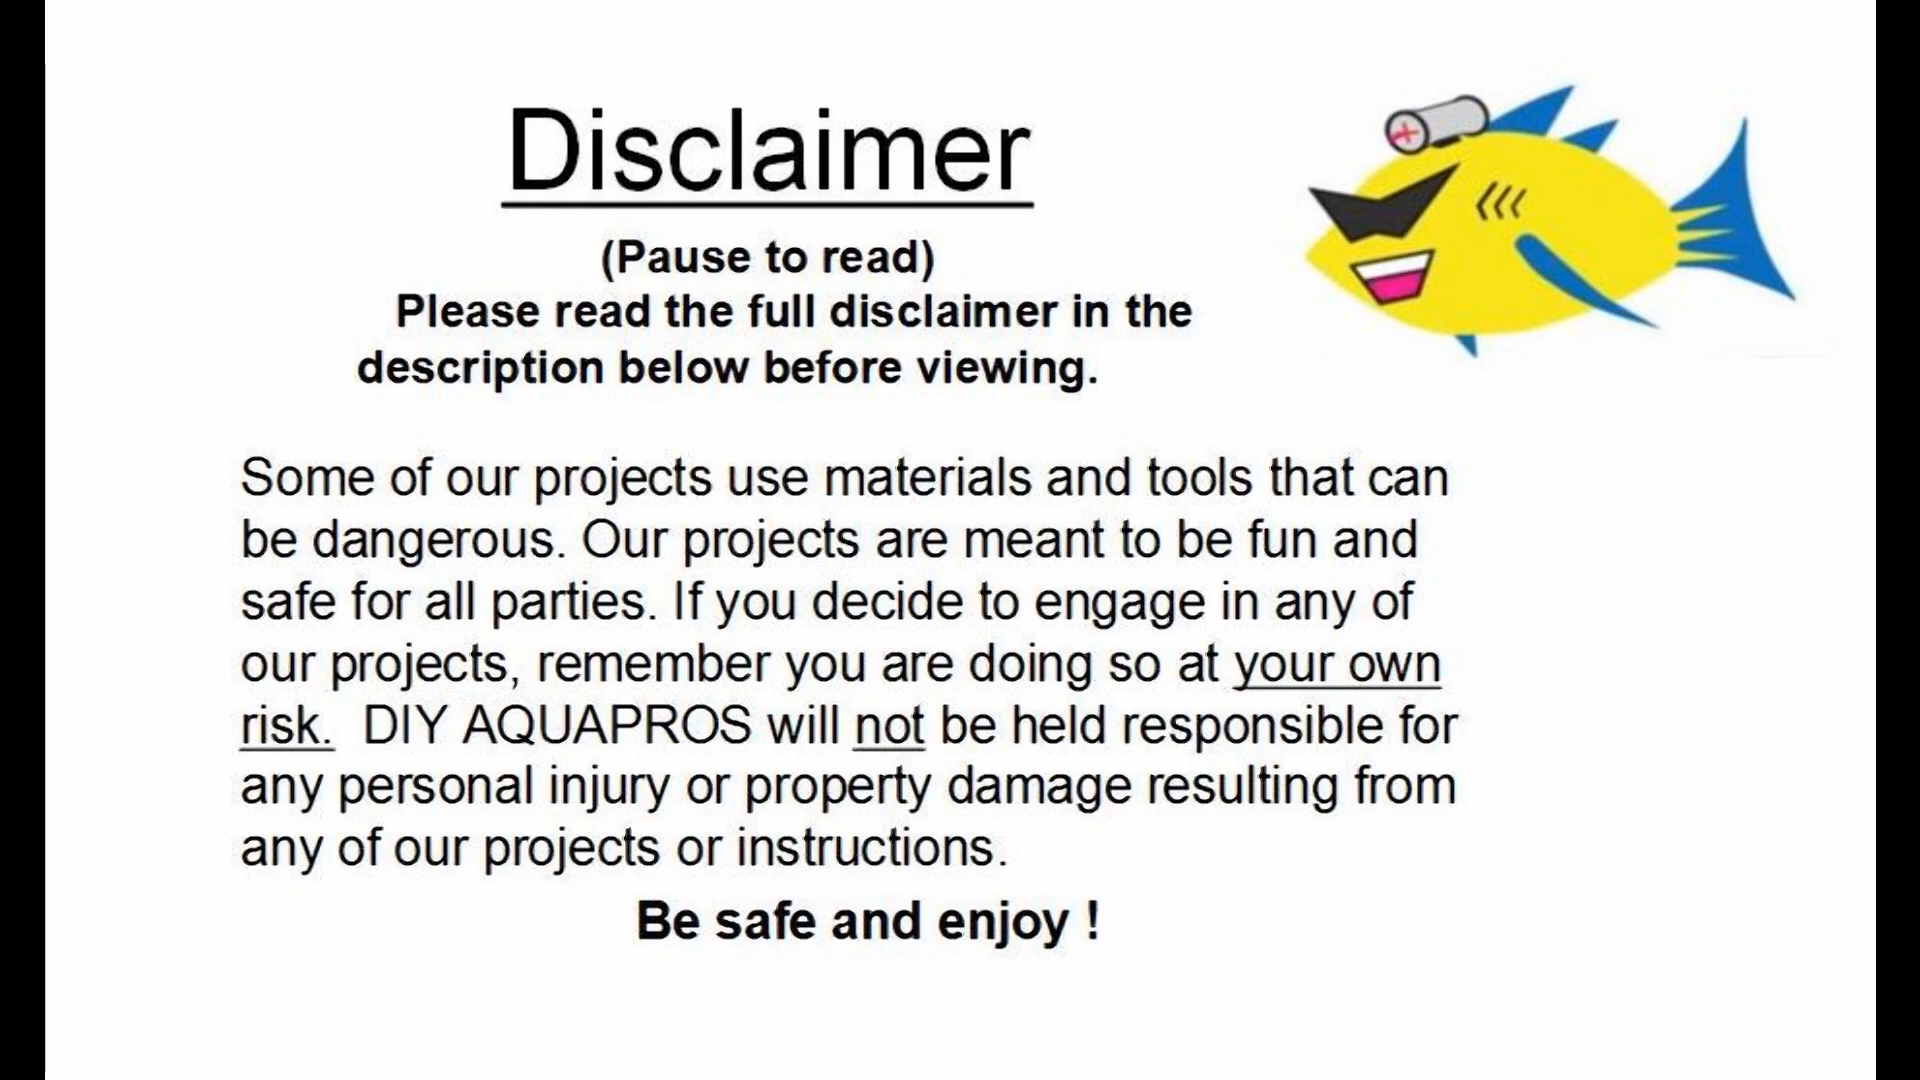 Disclaimer
(Pause to read)
Please read the full disclaimer in the
description below before viewing.
Some of our projects use materials and tools that can
be dangerous. Our projects are meant to be fun and
safe for all parties. If you decide to engage in any of
our projects, remember you are doing so at your own
risk.  DIY AQUAPROS will not be held responsible for
any personal injury or property damage resulting from
any of our projects or instructions.
Be safe and enjoy !